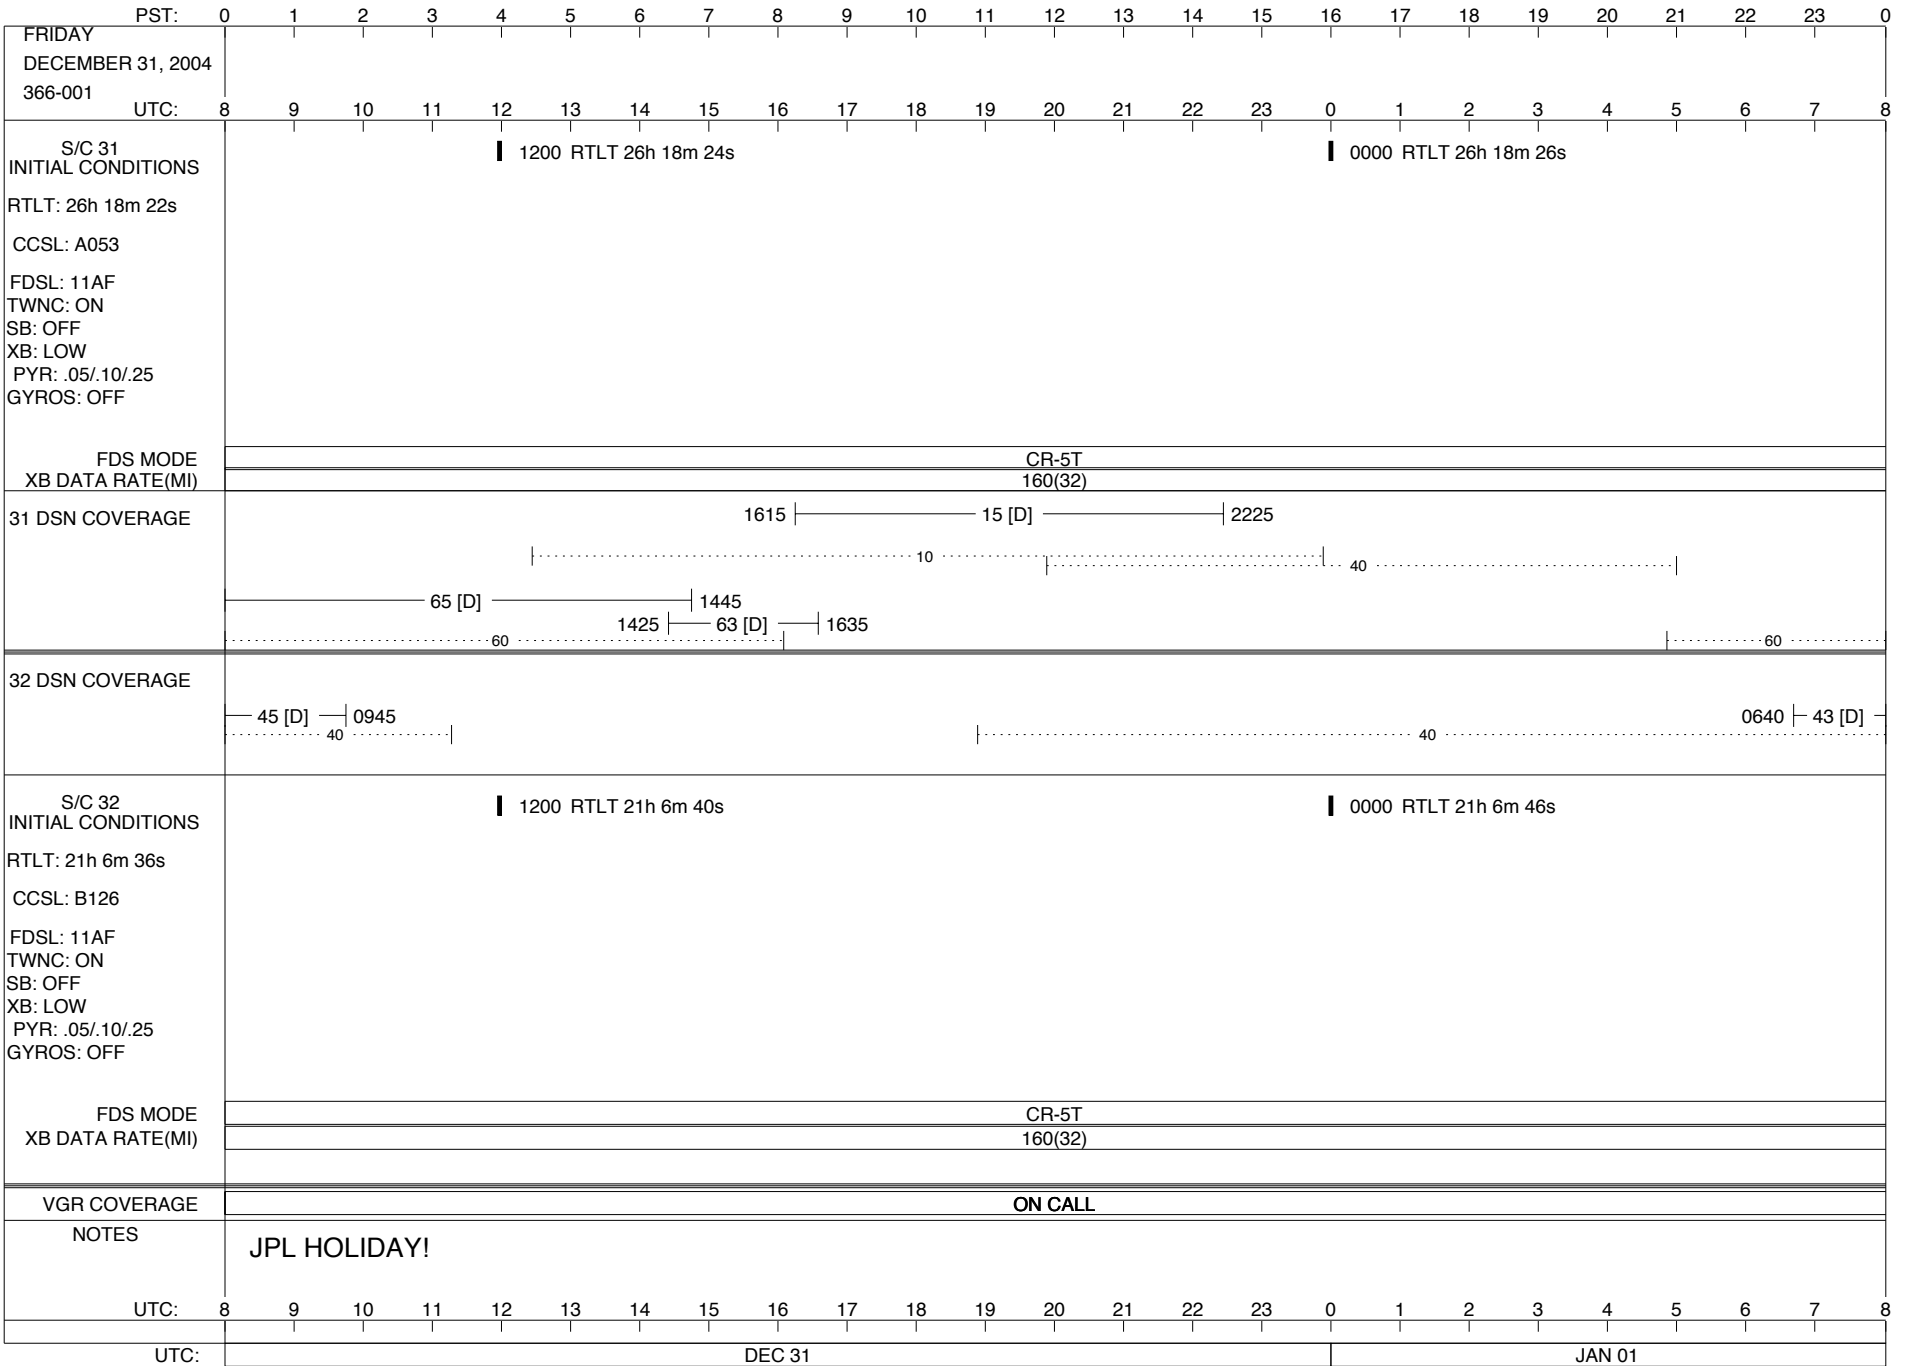 PST: 0 1 2 3 4 5 6 7 8 9 10 11 12 13 14 15 16 17 18 19 20 21 22 23 0
FRIDAY
DECEMBER 31, 2004
366-001
UTC: 8 9 10 11 12 13 14 15 16 17 18 19 20 21 22 23 0 1 2 3 4 5 6 7 8
S/C 31
INITIAL CONDITIONS
1200 RTLT 26h 18m 24s
0000 RTLT 26h 18m 26s
RTLT: 26h 18m 22s
CCSL: A053
FDSL: 11AF
TWNC: ON
SB: OFF
XB: LOW
PYR: .05/.10/.25
GYROS: OFF
FDS MODE CR-5T
XB DATA RATE(MI) 160(32)
31 DSN COVERAGE
1615 15 [D] 2225
10
40
65 [D] 1445
1425 63 [D] 1635
60 60
32 DSN COVERAGE
45 [D] 0945 0640 43 [D]
40 40
S/C 32
INITIAL CONDITIONS
1200 RTLT 21h 6m 40s
0000 RTLT 21h 6m 46s
RTLT: 21h 6m 36s
CCSL: B126
FDSL: 11AF
TWNC: ON
SB: OFF
XB: LOW
PYR: .05/.10/.25
GYROS: OFF
FDS MODE CR-5T
XB DATA RATE(MI) 160(32)
VGR COVERAGE ON CALL
NOTES
JPL HOLIDAY!
UTC: 8 9 10 11 12 13 14 15 16 17 18 19 20 21 22 23 0 1 2 3 4 5 6 7 8
UTC: DEC 31 JAN 01